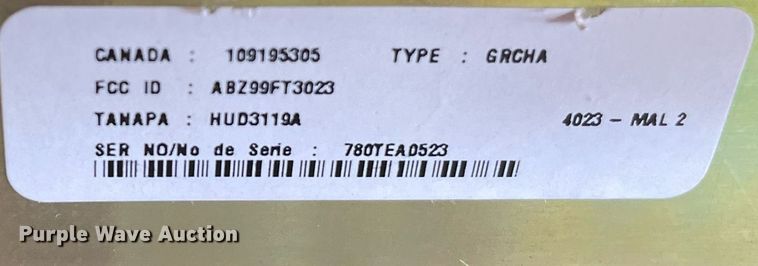 CANADA : 109195305 TYPE : GRCHA
FCC ID : ABZ99FT3023
TANAPA : HUD3119A 4023 - MAL 2
SER NO/No de Serie : 780TEA0523
Purple Wave Auction